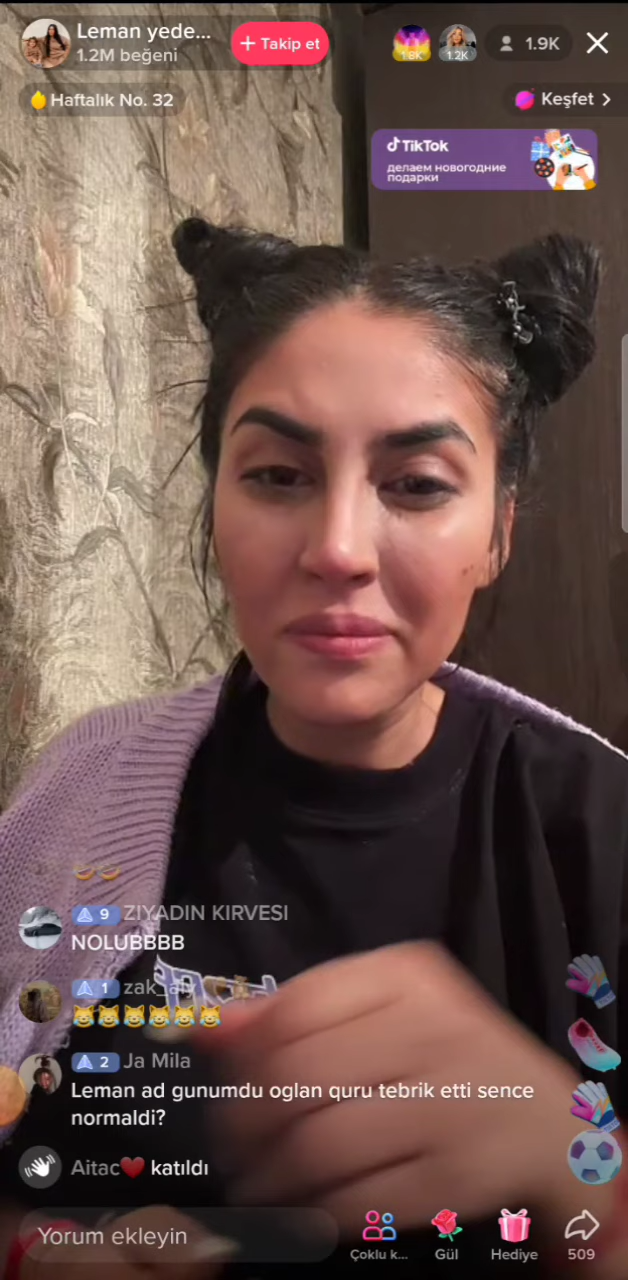 Leman yede...
1.2M beğeni
+ Takip et
1.8K
1.2K
1.9K
Haftalık No. 32
Keşfet >
TikTok
делаем новогодние
подарки
9 ZIYADIN KIRVESI
NOLUBBBB
1 zak_aly
2 Ja Mila
Leman ad gunumdu oglan quru tebrik etti sence
normaldi?
Aitac katıldı
Yorum ekleyin
Çoklu k...
Gül
Hediye
509